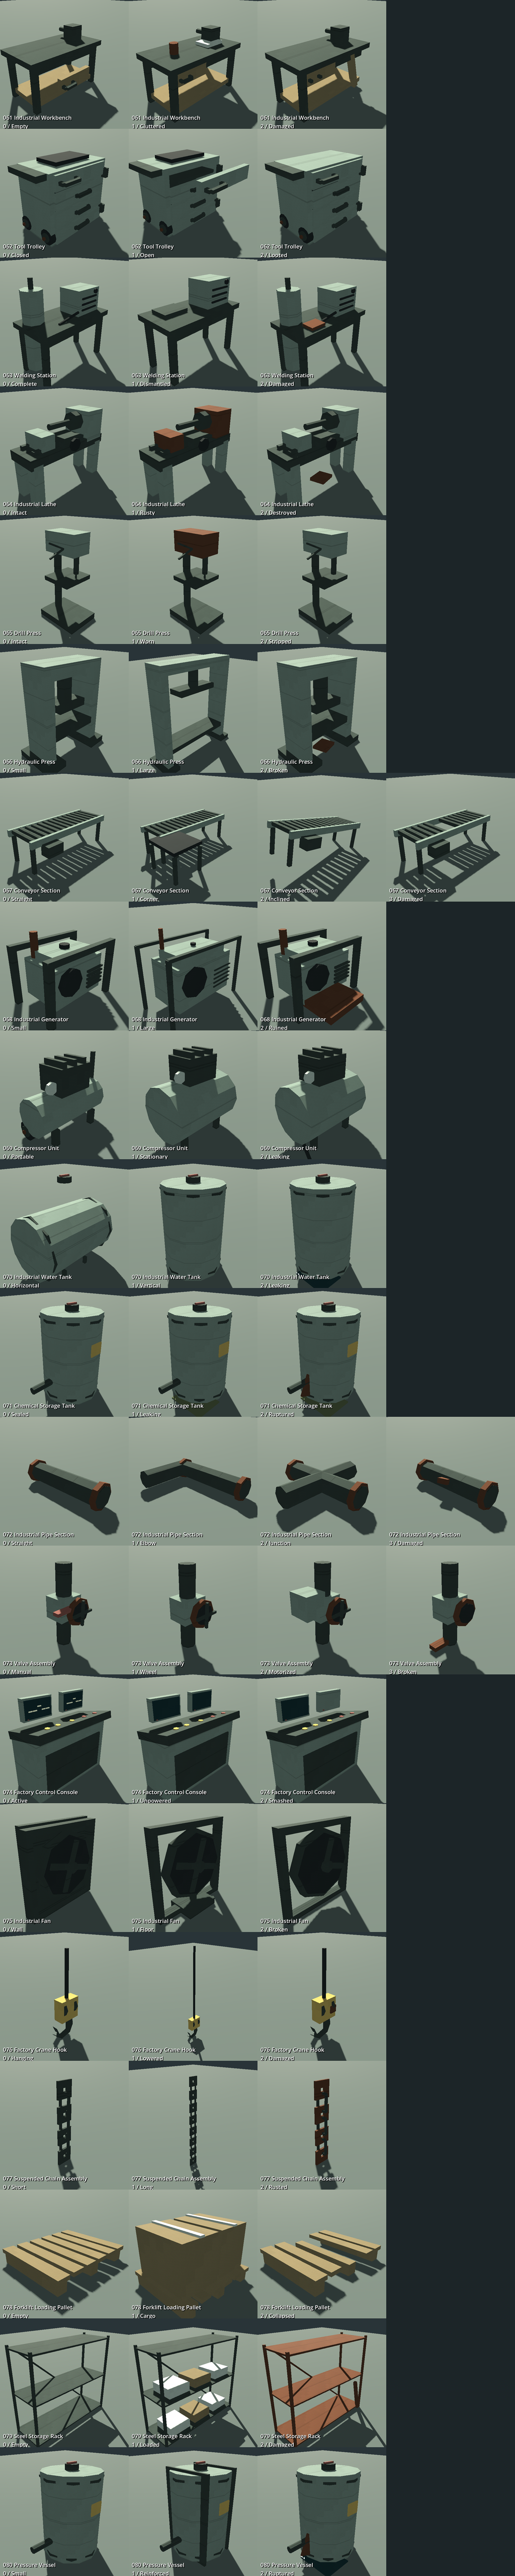 061 Industrial Workbench
0 / Empty
061 Industrial Workbench
1 / Cluttered
061 Industrial Workbench
2 / Damaged
062 Tool Trolley
0 / Closed
062 Tool Trolley
1 / Open
062 Tool Trolley
2 / Looted
063 Welding Station
0 / Complete
063 Welding Station
1 / Dismantled
063 Welding Station
2 / Damaged
064 Industrial Lathe
0 / Intact
064 Industrial Lathe
1 / Rusty
064 Industrial Lathe
2 / Destroyed
065 Drill Press
0 / Intact
065 Drill Press
1 / Worn
065 Drill Press
2 / Stripped
066 Hydraulic Press
0 / Small
066 Hydraulic Press
1 / Large
066 Hydraulic Press
2 / Broken
067 Conveyor Section
0 / Straight
067 Conveyor Section
1 / Corner
067 Conveyor Section
2 / Inclined
067 Conveyor Section
3 / Damaged
068 Industrial Generator
0 / Small
068 Industrial Generator
1 / Large
068 Industrial Generator
2 / Ruined
069 Compressor Unit
0 / Portable
069 Compressor Unit
1 / Stationary
069 Compressor Unit
2 / Leaking
070 Industrial Water Tank
0 / Horizontal
070 Industrial Water Tank
1 / Vertical
070 Industrial Water Tank
2 / Leaking
071 Chemical Storage Tank
0 / Sealed
071 Chemical Storage Tank
1 / Leaking
071 Chemical Storage Tank
2 / Ruptured
072 Industrial Pipe Section
0 / Straight
072 Industrial Pipe Section
1 / Elbow
072 Industrial Pipe Section
2 / Junction
072 Industrial Pipe Section
3 / Damaged
073 Valve Assembly
0 / Manual
073 Valve Assembly
1 / Wheel
073 Valve Assembly
2 / Motorized
073 Valve Assembly
3 / Broken
074 Factory Control Console
0 / Active
074 Factory Control Console
1 / Unpowered
074 Factory Control Console
2 / Smashed
075 Industrial Fan
0 / Wall
075 Industrial Fan
1 / Floor
075 Industrial Fan
2 / Broken
076 Factory Crane Hook
0 / Hanging
076 Factory Crane Hook
1 / Lowered
076 Factory Crane Hook
2 / Damaged
077 Suspended Chain Assembly
0 / Short
077 Suspended Chain Assembly
1 / Long
077 Suspended Chain Assembly
2 / Rusted
078 Forklift Loading Pallet
0 / Empty
078 Forklift Loading Pallet
1 / Cargo
078 Forklift Loading Pallet
2 / Collapsed
079 Steel Storage Rack
0 / Empty
079 Steel Storage Rack
1 / Loaded
079 Steel Storage Rack
2 / Damaged
080 Pressure Vessel
0 / Small
080 Pressure Vessel
1 / Reinforced
080 Pressure Vessel
2 / Ruptured